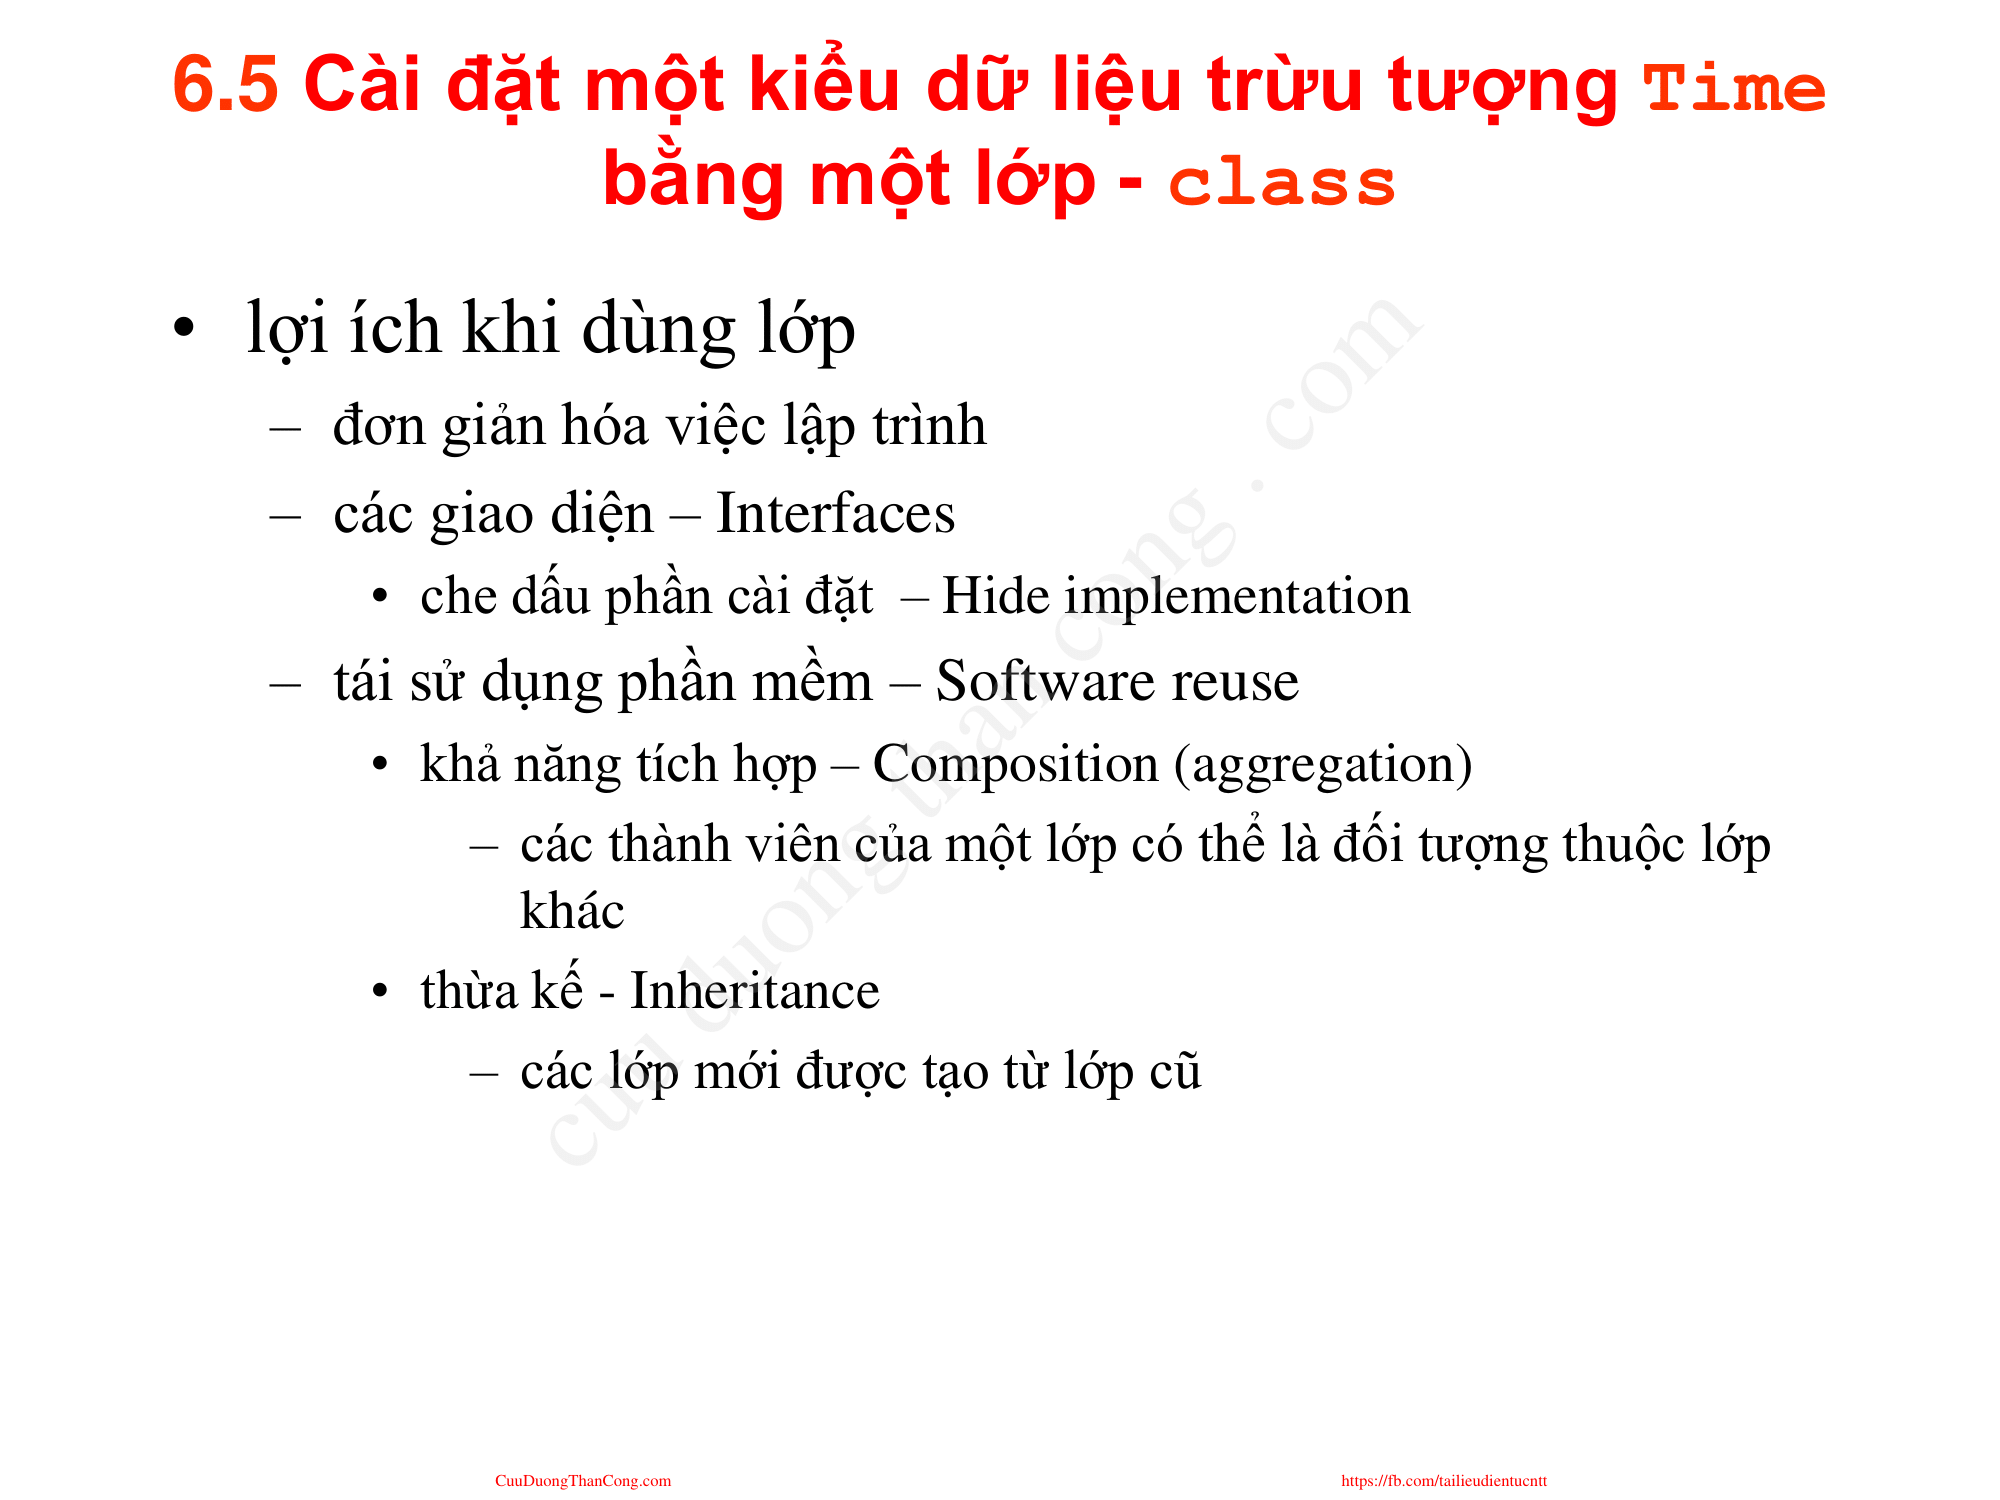 6.5 Cài đặt một kiểu dữ liệu trừu tượng Time
bằng một lớp - class
• lợi ích khi dùng lớp
– đơn giản hóa việc lập trình
– các giao diện – Interfaces
• che dấu phần cài đặt – Hide implementation
– tái sử dụng phần mềm – Software reuse
• khả năng tích hợp – Composition (aggregation)
– các thành viên của một lớp có thể là đối tượng thuộc lớp
khác
• thừa kế - Inheritance
– các lớp mới được tạo từ lớp cũ
cuu duong than cong . com
CuuDuongThanCong.com
https://fb.com/tailieudientucntt